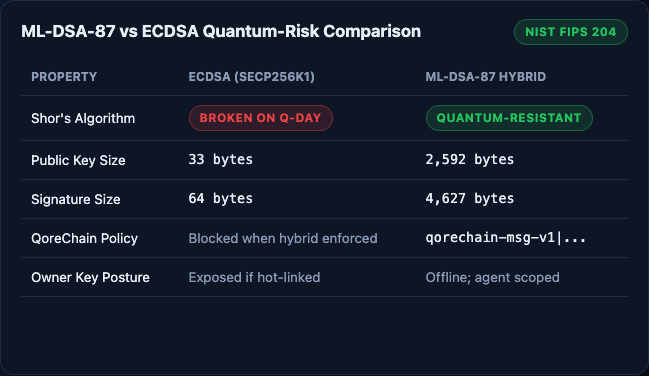 ML-DSA-87 vs ECDSA Quantum-Risk Comparison
NIST FIPS 204
PROPERTY ECDSA (SECP256K1) ML-DSA-87 HYBRID
Shor's Algorithm BROKEN ON Q-DAY QUANTUM-RESISTANT
Public Key Size 33 bytes 2,592 bytes
Signature Size 64 bytes 4,627 bytes
QoreChain Policy Blocked when hybrid enforced qorechain-msg-v1|...
Owner Key Posture Exposed if hot-linked Offline; agent scoped